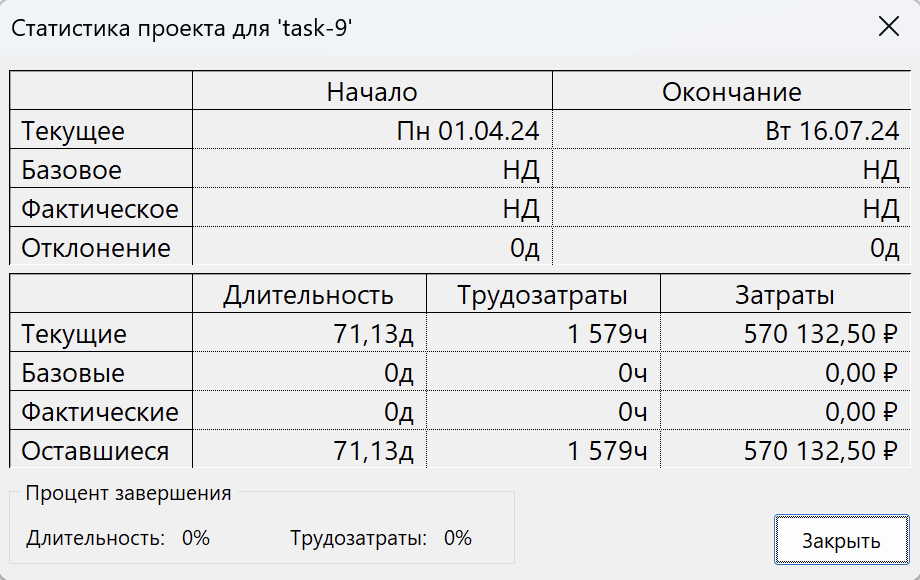 Статистика проекта для 'task-9'
Начало Окончание
Текущее Пн 01.04.24 Вт 16.07.24
Базовое НД НД
Фактическое НД НД
Отклонение 0д 0д
Длительность Трудозатраты Затраты
Текущие 71,13д 1 579ч 570 132,50 ₽
Базовые 0д 0ч 0,00 ₽
Фактические 0д 0ч 0,00 ₽
Оставшиеся 71,13д 1 579ч 570 132,50 ₽
Процент завершения
Длительность: 0% Трудозатраты: 0%
Закрыть